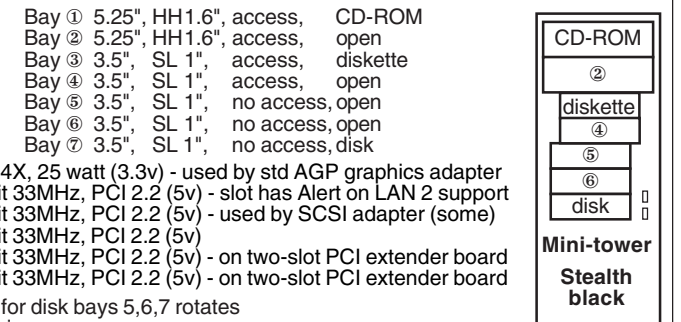 Bay ① 5.25", HH1.6", access, CD-ROM
Bay ② 5.25", HH1.6", access, open
Bay ③ 3.5", SL 1", access, diskette
Bay ④ 3.5", SL 1", access, open
Bay ⑤ 3.5", SL 1", no access, open
Bay ⑥ 3.5", SL 1", no access, open
Bay ⑦ 3.5", SL 1", no access, disk
4X, 25 watt (3.3v) - used by std AGP graphics adapter
it 33MHz, PCI 2.2 (5v) - slot has Alert on LAN 2 support
it 33MHz, PCI 2.2 (5v) - used by SCSI adapter (some)
it 33MHz, PCI 2.2 (5v)
it 33MHz, PCI 2.2 (5v) - on two-slot PCI extender board
it 33MHz, PCI 2.2 (5v) - on two-slot PCI extender board
for disk bays 5,6,7 rotates
CD-ROM
②
diskette
④
⑤
⑥
disk
Mini-tower
Stealth
black